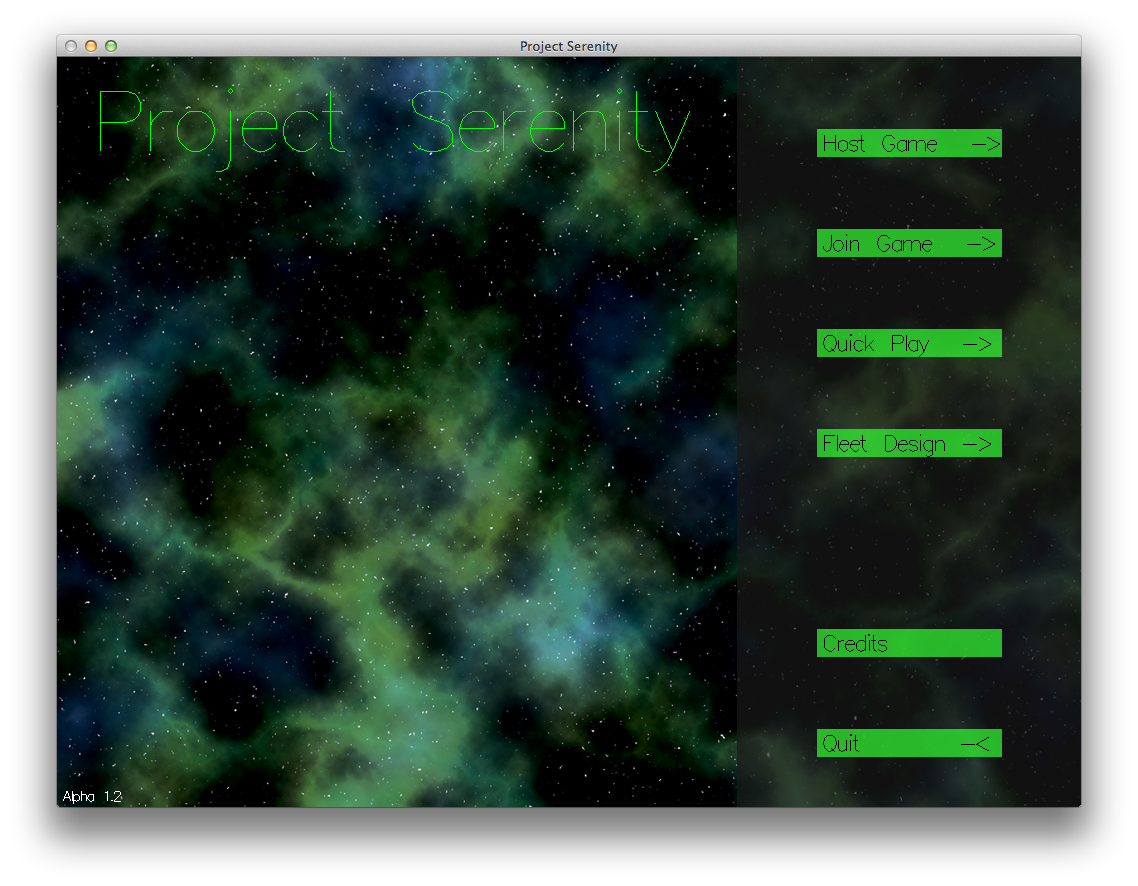 Project Serenity
Project Serenity
Host Game —>
Join Game —>
Quick Play —>
Fleet Design —>
Credits
Quit —<
Alpha 1.2